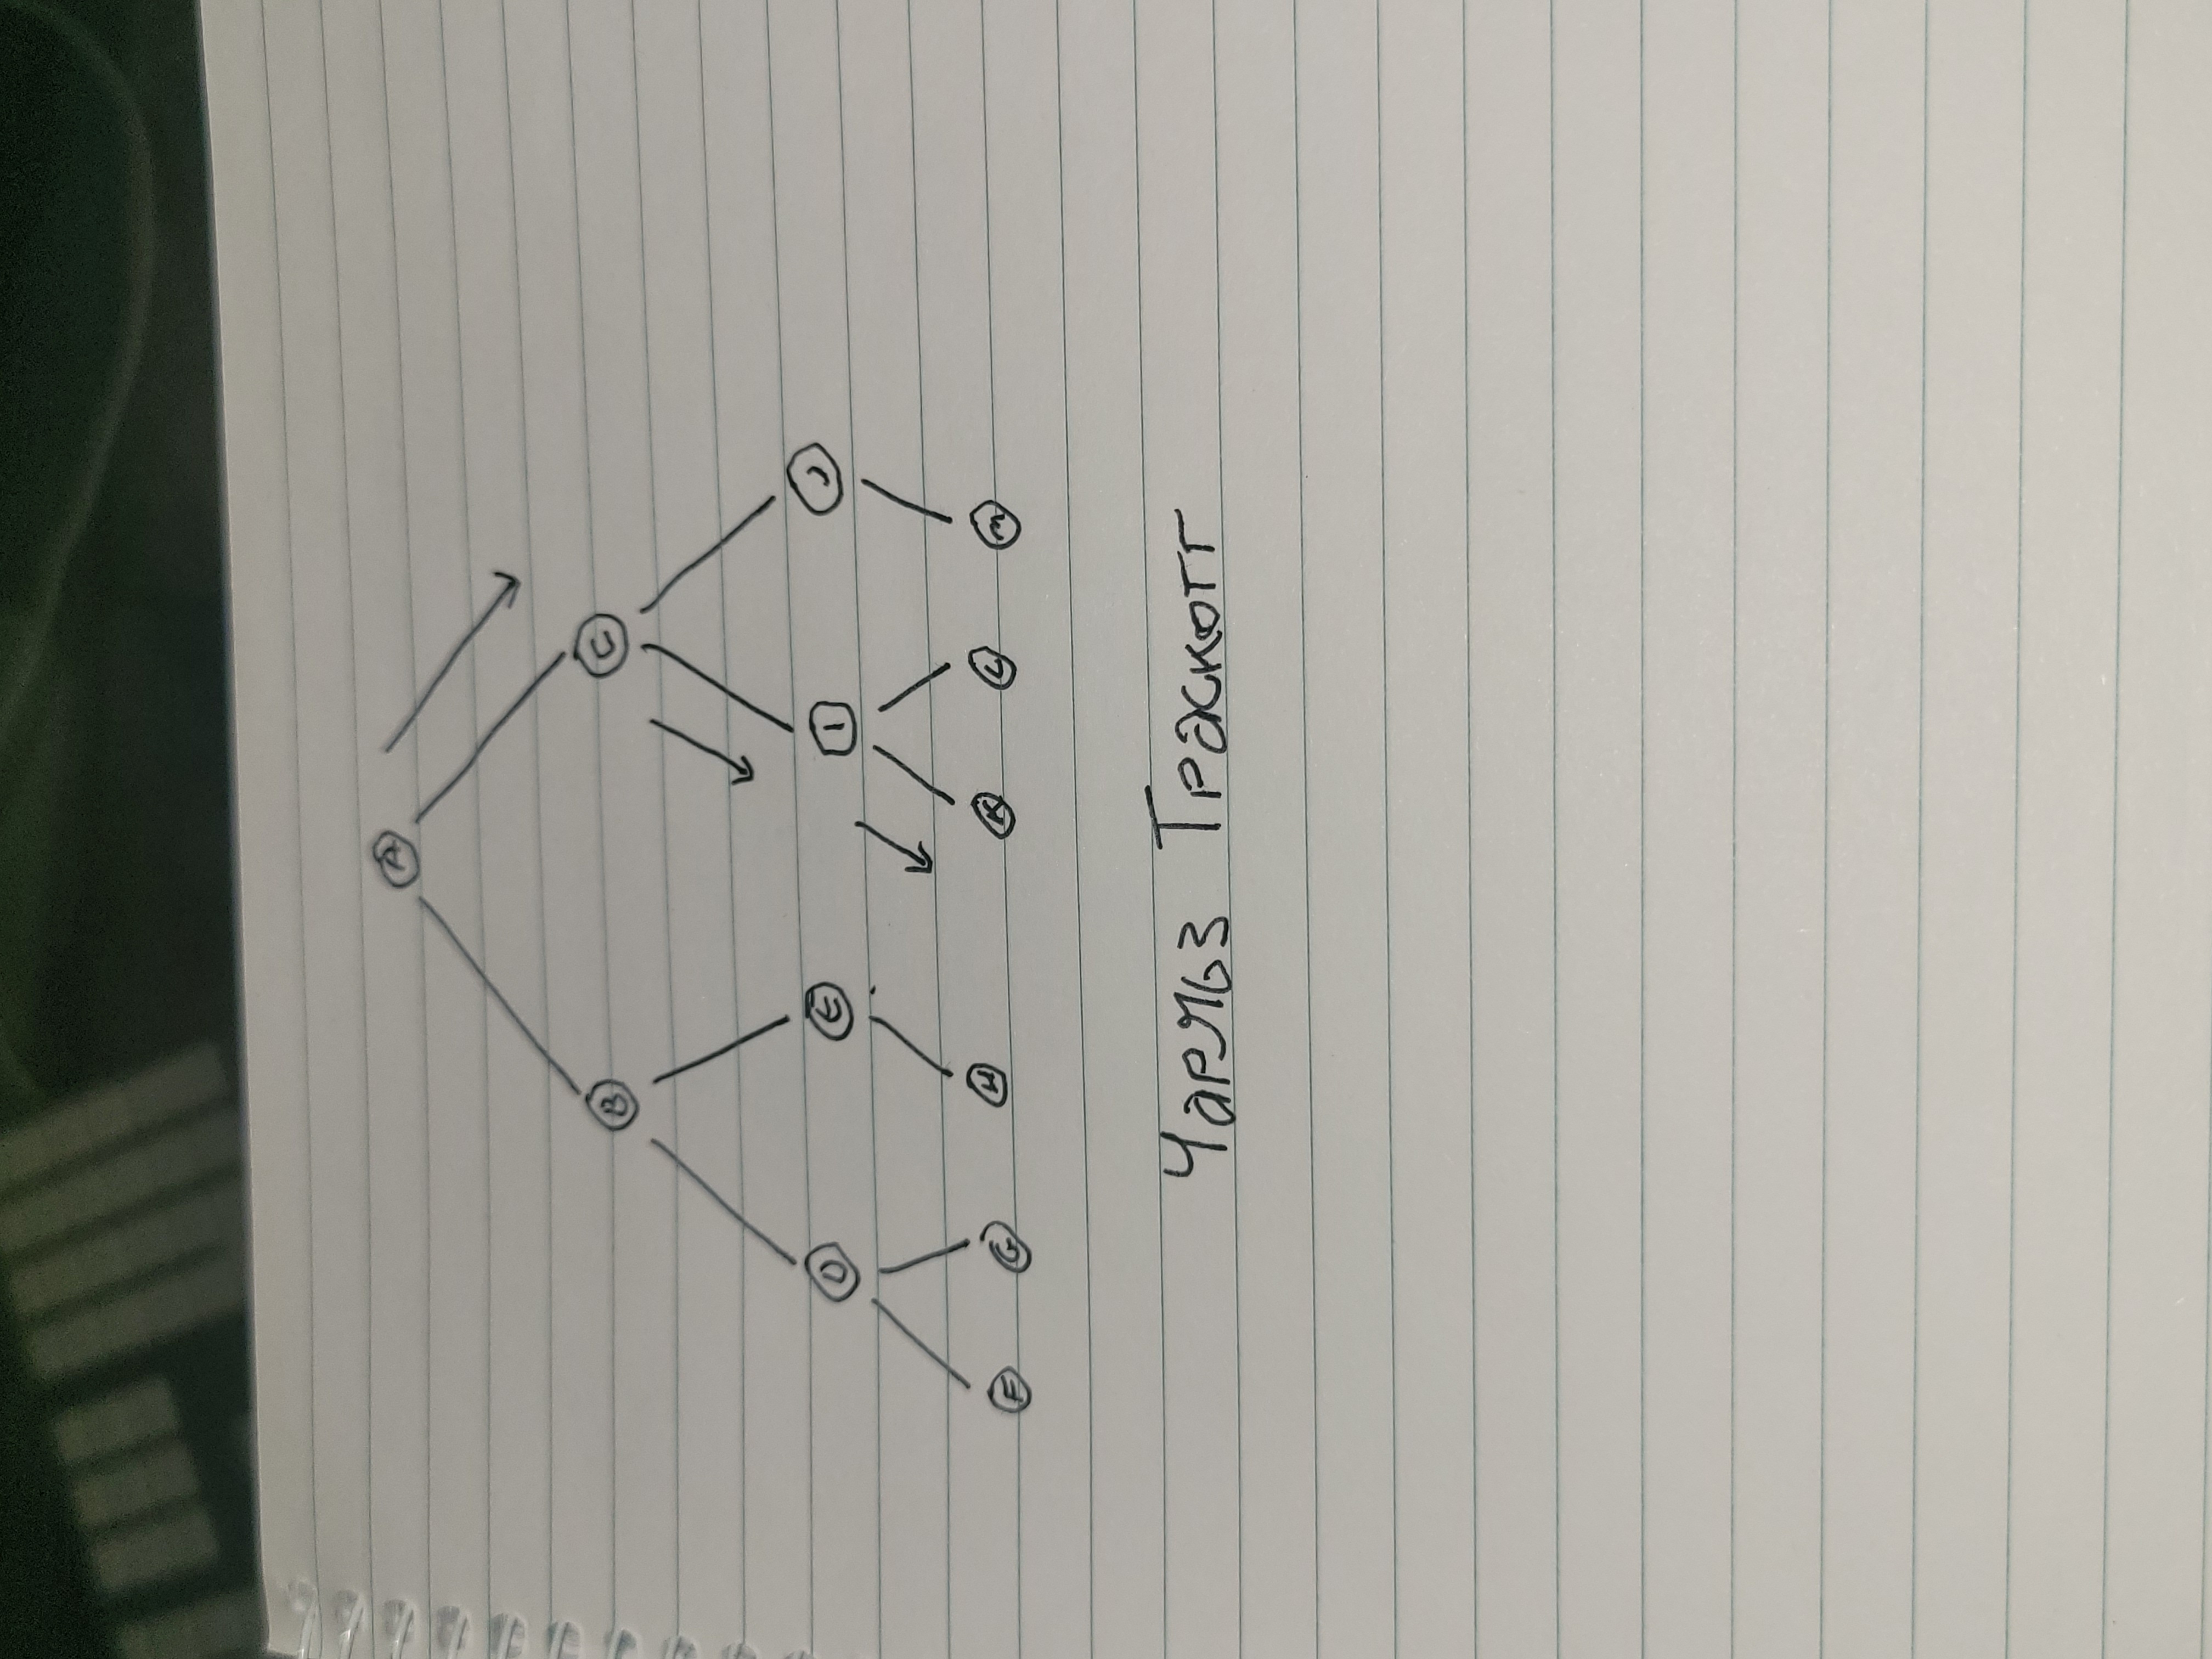 A
B C
D E I J
F G H K L M
Чарльз Траскотт